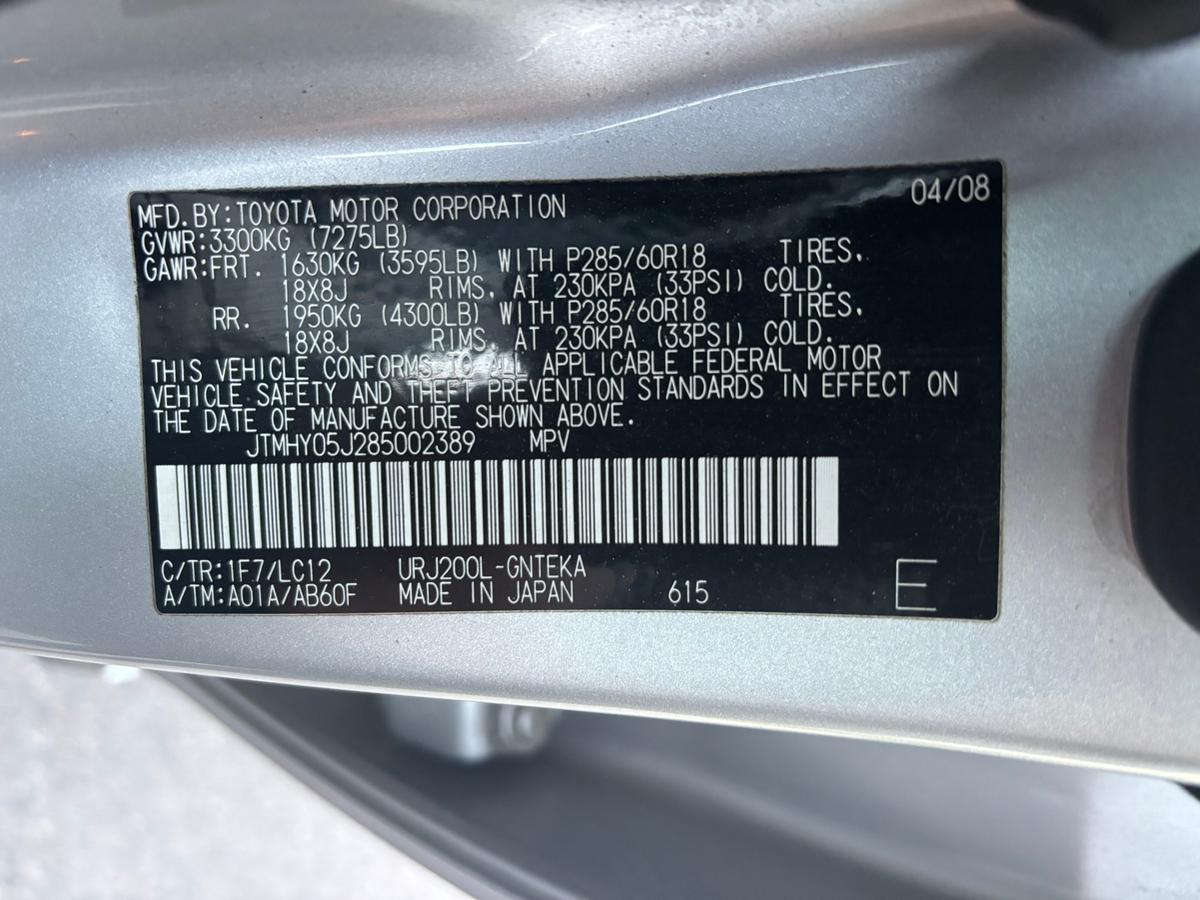 04/08
MFD. BY:TOYOTA MOTOR CORPORATION
GVWR:3300KG (7275LB)
GAWR:FRT. 1630KG (3595LB) WITH P285/60R18 TIRES,
18X8J RIMS, AT 230KPA (33PSI) COLD.
RR. 1950KG (4300LB) WITH P285/60R18 TIRES,
18X8J RIMS, AT 230KPA (33PSI) COLD.
THIS VEHICLE CONFORMS TO ALL APPLICABLE FEDERAL MOTOR
VEHICLE SAFETY AND THEFT PREVENTION STANDARDS IN EFFECT ON
THE DATE OF MANUFACTURE SHOWN ABOVE.
JTMHY05J285002389 MPV
C/TR:1F7/LC12 URJ200L-GNTEKA
A/TM:A01A/AB60F MADE IN JAPAN 615 E